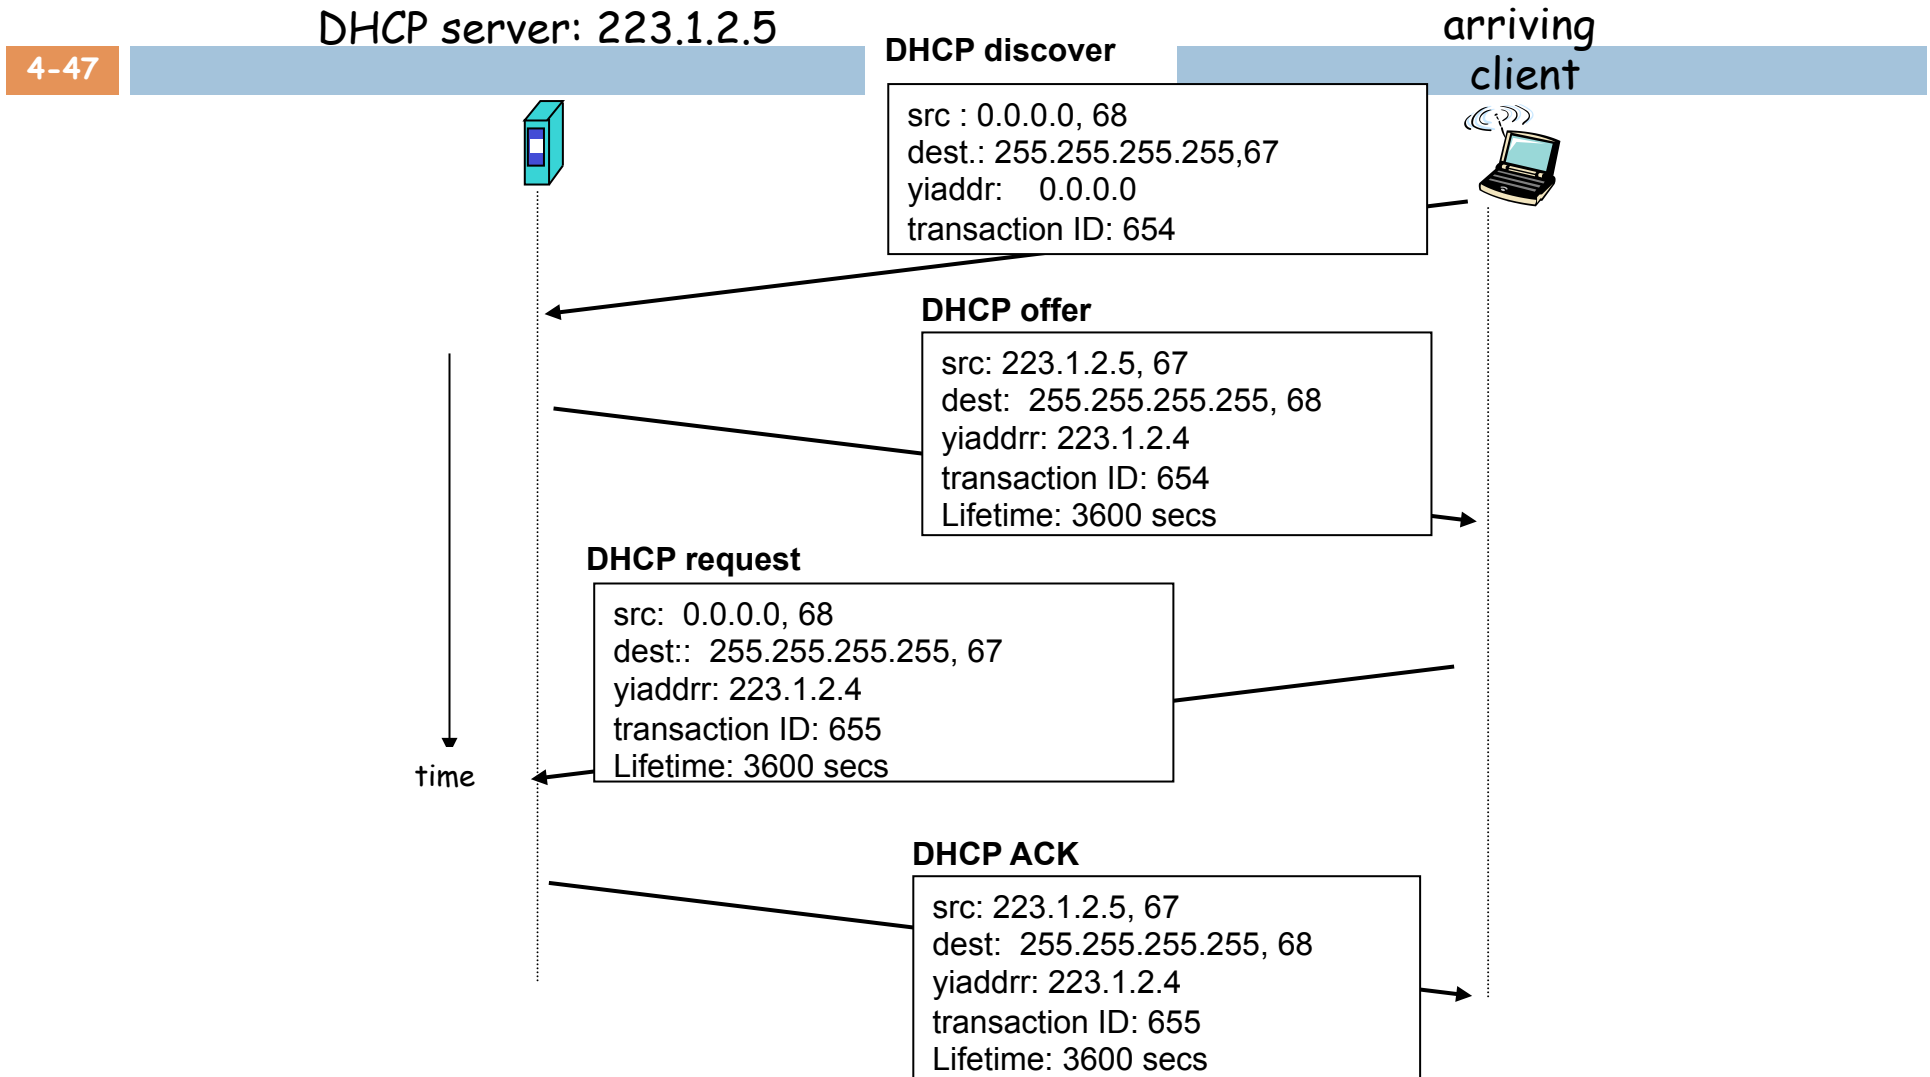 DHCP server: 223.1.2.5
arriving
client
4-47
DHCP discover
src : 0.0.0.0, 68
dest.: 255.255.255.255,67
yiaddr: 0.0.0.0
transaction ID: 654
DHCP offer
src: 223.1.2.5, 67
dest: 255.255.255.255, 68
yiaddrr: 223.1.2.4
transaction ID: 654
Lifetime: 3600 secs
DHCP request
src: 0.0.0.0, 68
dest:: 255.255.255.255, 67
yiaddrr: 223.1.2.4
transaction ID: 655
Lifetime: 3600 secs
time
DHCP ACK
src: 223.1.2.5, 67
dest: 255.255.255.255, 68
yiaddrr: 223.1.2.4
transaction ID: 655
Lifetime: 3600 secs